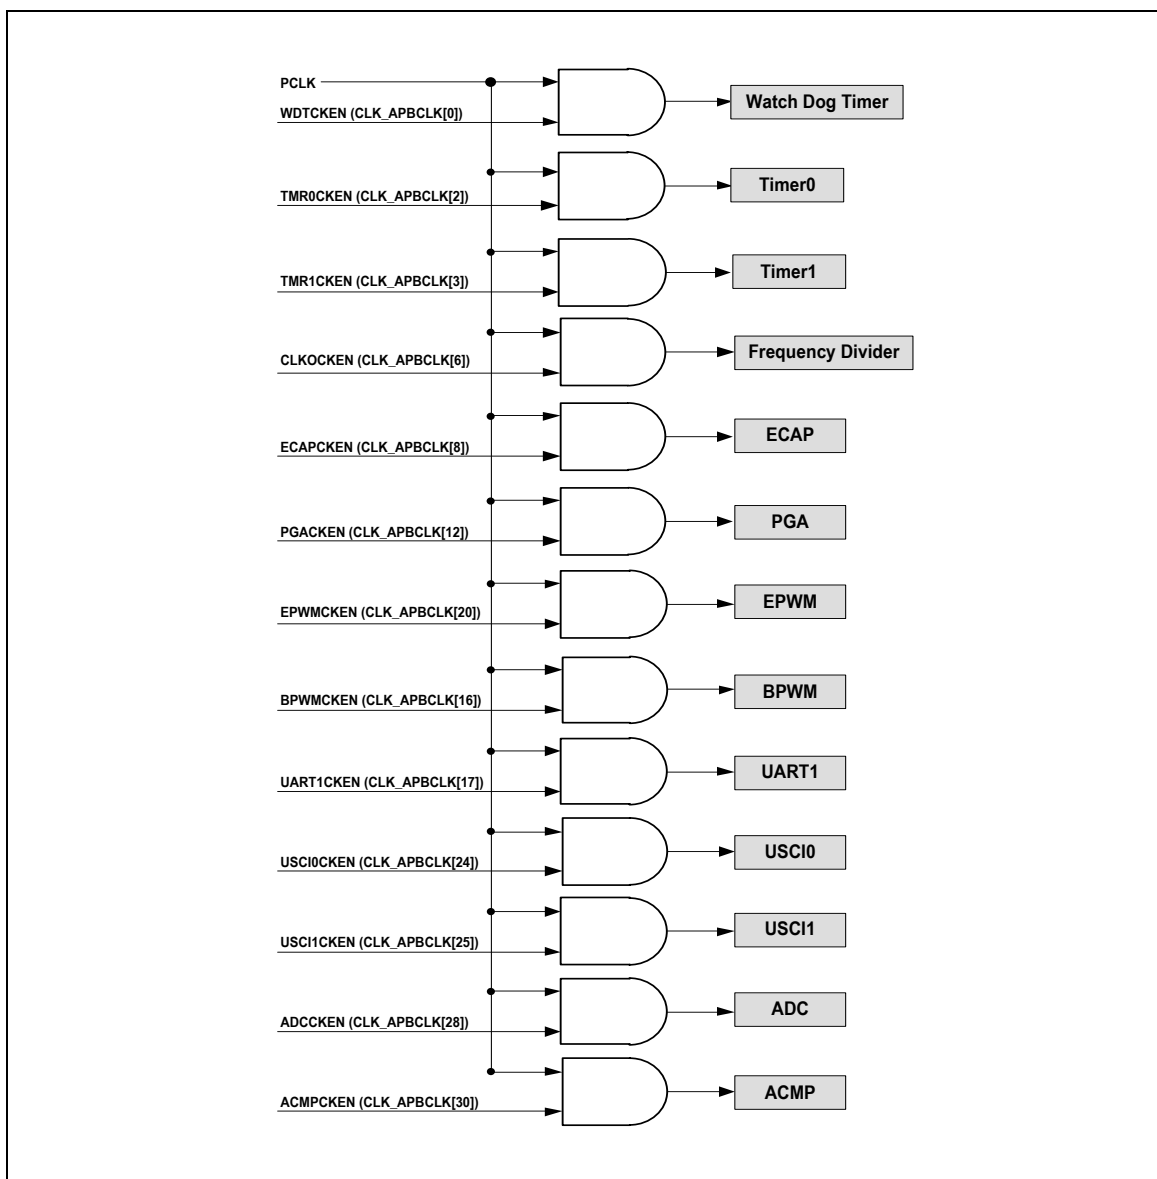 PCLK
WDTCKEN (CLK_APBCLK[0])
Watch Dog Timer
TMR0CKEN (CLK_APBCLK[2])
Timer0
TMR1CKEN (CLK_APBCLK[3])
Timer1
CLKOCKEN (CLK_APBCLK[6])
Frequency Divider
ECAPCKEN (CLK_APBCLK[8])
ECAP
PGACKEN (CLK_APBCLK[12])
PGA
EPWMCKEN (CLK_APBCLK[20])
EPWM
BPWMCKEN (CLK_APBCLK[16])
BPWM
UART1CKEN (CLK_APBCLK[17])
UART1
USCI0CKEN (CLK_APBCLK[24])
USCI0
USCI1CKEN (CLK_APBCLK[25])
USCI1
ADCCKEN (CLK_APBCLK[28])
ADC
ACMPCKEN (CLK_APBCLK[30])
ACMP